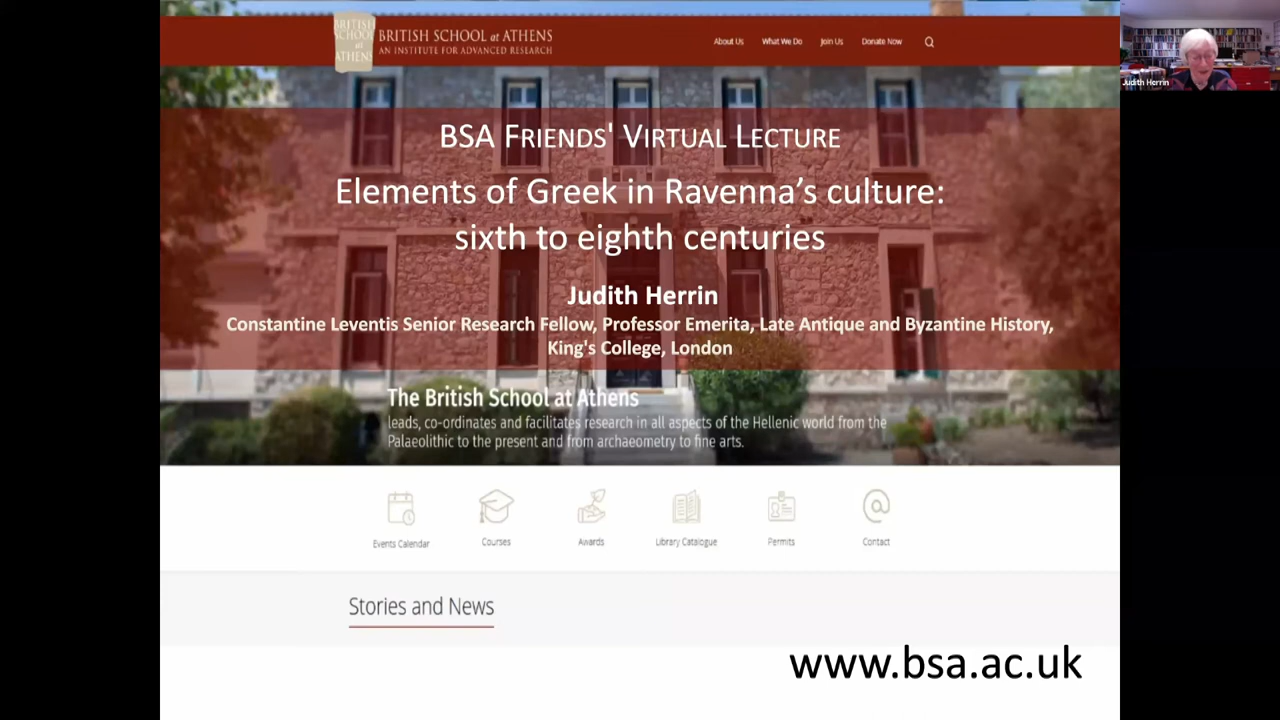 BRITISH
SCHOOL
at
ATHENS
BRITISH SCHOOL at ATHENS
AN INSTITUTE FOR ADVANCED RESEARCH
About Us
What We Do
Join Us
Donate Now
Judith Herrin
BSA FRIENDS' VIRTUAL LECTURE
Elements of Greek in Ravenna’s culture:
sixth to eighth centuries
Judith Herrin
Constantine Leventis Senior Research Fellow, Professor Emerita, Late Antique and Byzantine History,
King's College, London
The British School at Athens
leads, co-ordinates and facilitates research in all aspects of the Hellenic world from the
Palaeolithic to the present and from archaeometry to fine arts.
Events Calendar
Courses
Awards
Library Catalogue
Permits
Contact
Stories and News
www.bsa.ac.uk